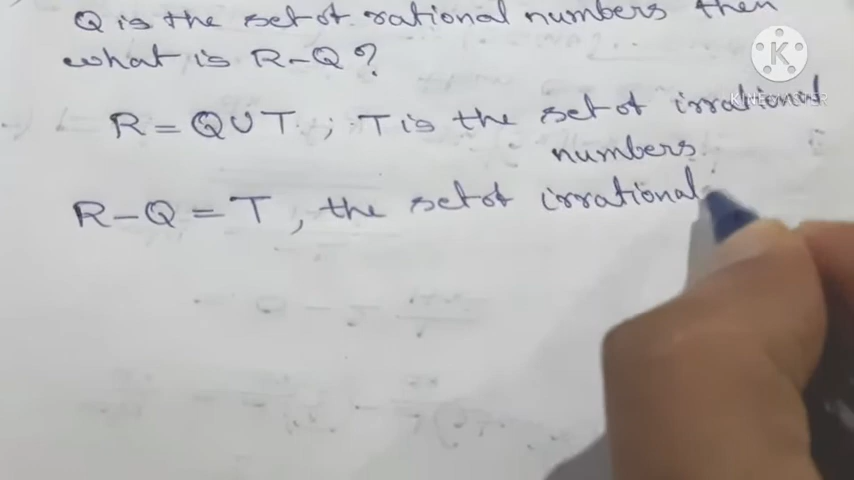 Q is the set of rational numbers then
what is R-Q?
R = Q U T ; T is the set of irrational
numbers.
R-Q = T, the set of irrational
K
KINEMASTER